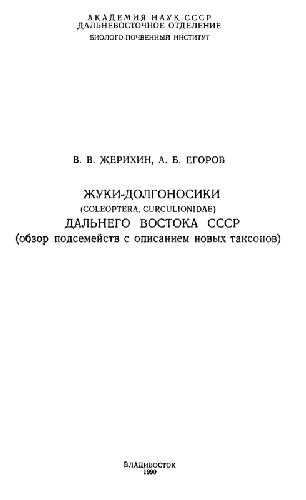 АКАДЕМИЯ НАУК СССР
ДАЛЬНЕВОСТОЧНОЕ ОТДЕЛЕНИЕ
БИОЛОГО-ПОЧВЕННЫЙ ИНСТИТУТ
В. В. ЖЕРИХИН, А. Б. ЕГОРОВ
ЖУКИ-ДОЛГОНОСИКИ
(COLEOPTERA, CURCULIONIDAE)
ДАЛЬНЕГО ВОСТОКА СССР
(обзор подсемейств с описанием новых таксонов)
ВЛАДИВОСТОК
1990